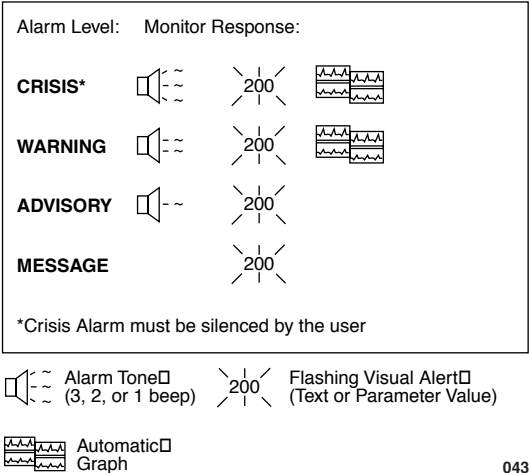 Alarm Level: Monitor Response:
CRISIS* 200
WARNING 200
ADVISORY 200
MESSAGE 200
*Crisis Alarm must be silenced by the user
Alarm Tone□ 200 Flashing Visual Alert□
(3, 2, or 1 beep) (Text or Parameter Value)
Automatic□
Graph
043